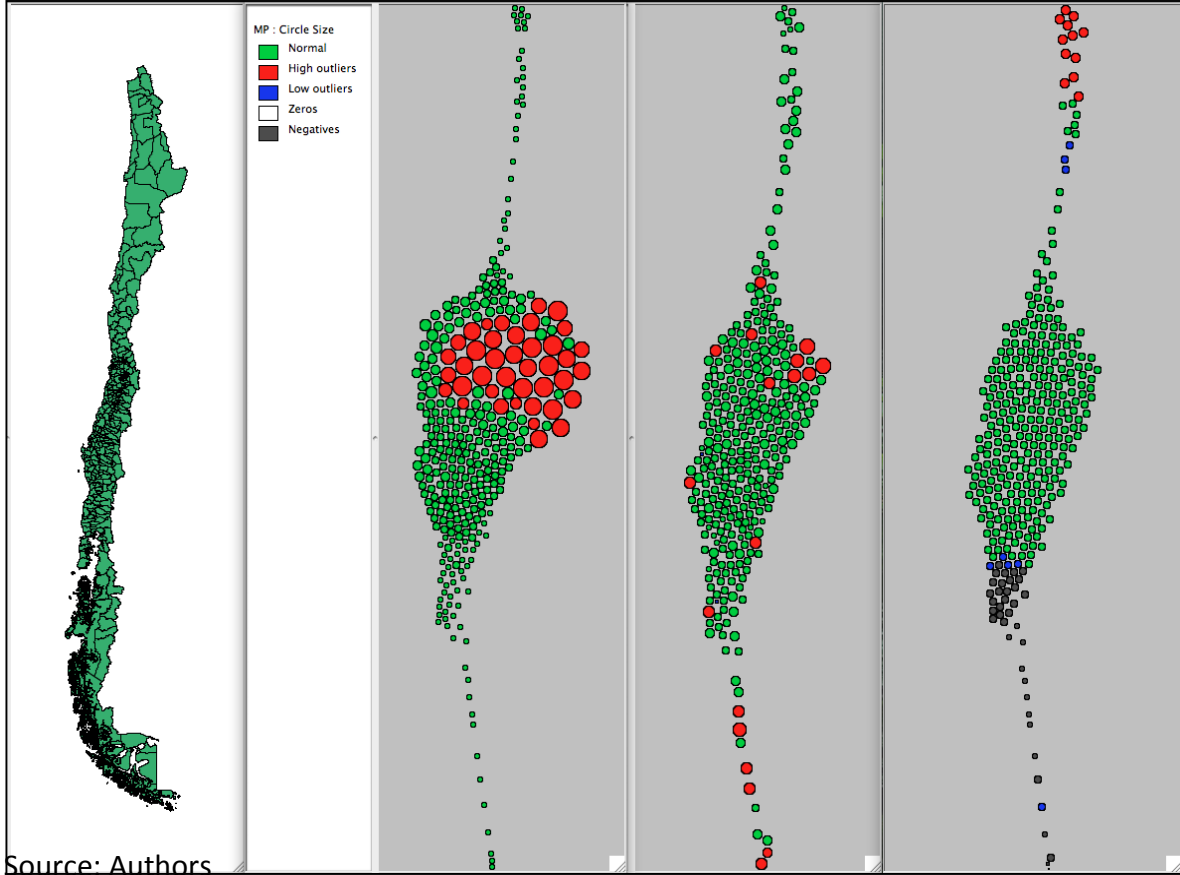 MP : Circle Size
Normal
High outliers
Low outliers
Zeros
Negatives
Source: Authors